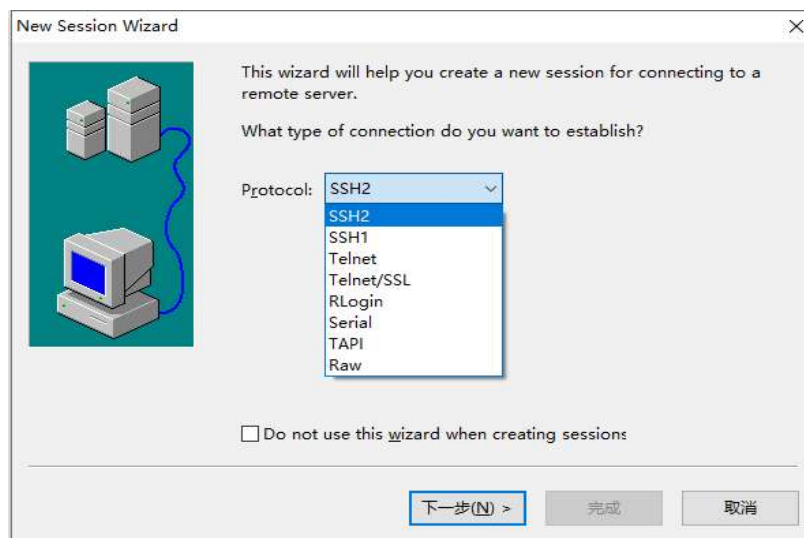 New Session Wizard
This wizard will help you create a new session for connecting to a
remote server.
What type of connection do you want to establish?
Protocol: SSH2
SSH2
SSH1
Telnet
Telnet/SSL
RLogin
Serial
TAPI
Raw
Do not use this wizard when creating sessions
下一步(N) >
完成
取消